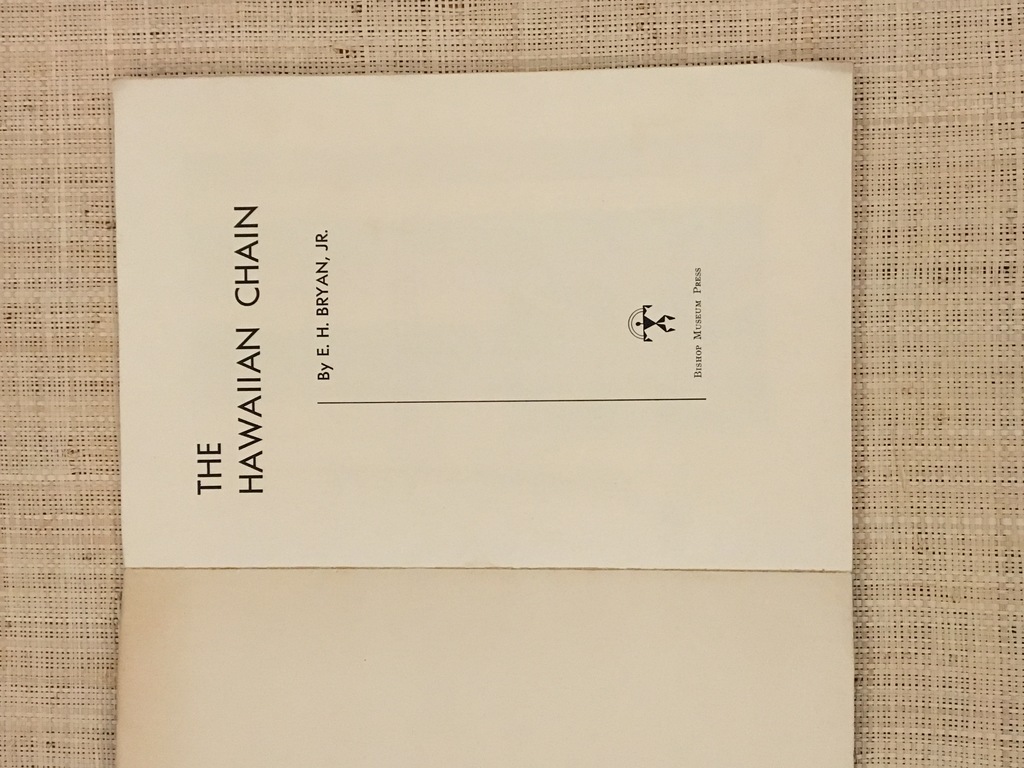 THE
HAWAIIAN CHAIN
By E. H. BRYAN, JR.
BISHOP MUSEUM PRESS